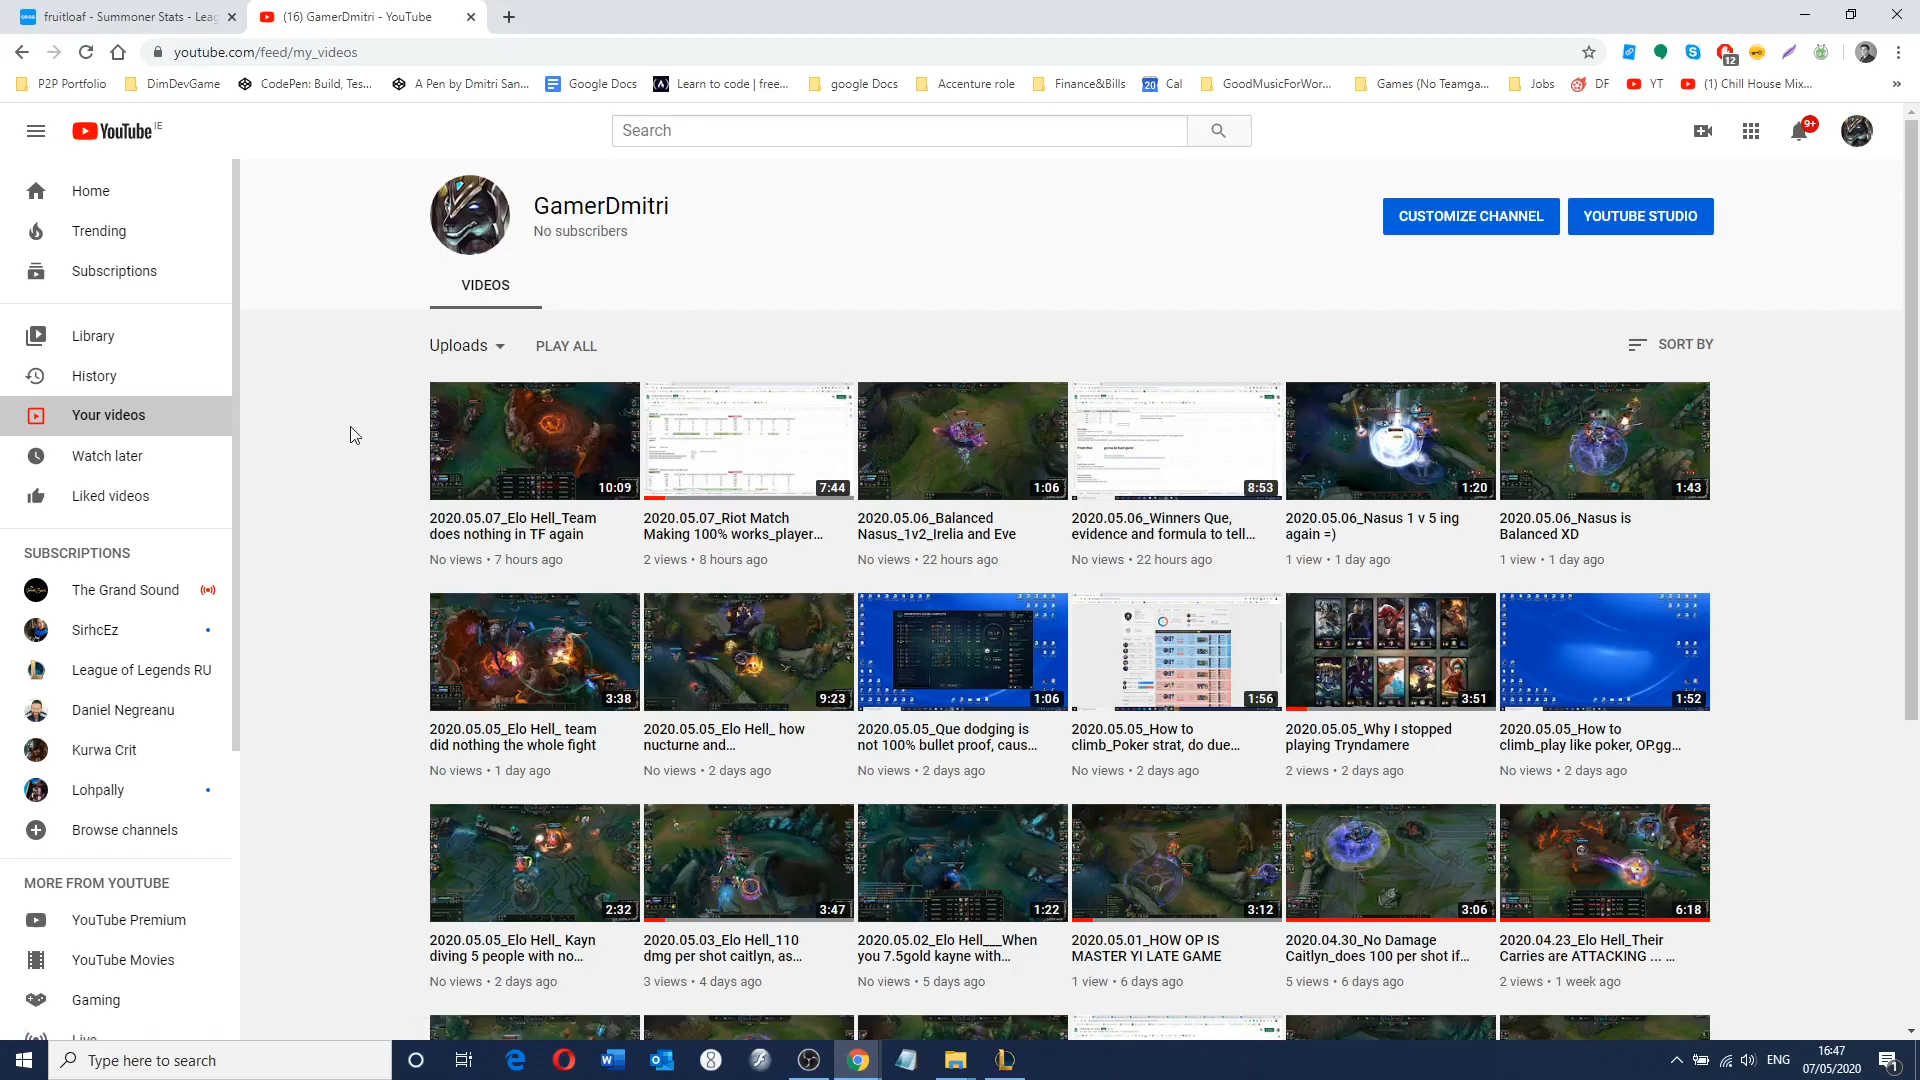 fruitloaf - Summoner Stats - Leag
(16) GamerDmitri - YouTube
youtube.com/feed/my_videos
12
P2P Portfolio
DimDevGame
CodePen: Build, Tes...
A Pen by Dmitri San...
Google Docs
Learn to code | free...
google Docs
Accenture role
Finance&Bills
20
Cal
GoodMusicForWor...
Games (No Teamga...
Jobs
DF
YT
(1) Chill House Mix...
»
YouTube IE
Search
9+
Home
Trending
Subscriptions
Library
History
Your videos
Watch later
Liked videos
SUBSCRIPTIONS
The Grand Sound
SirhcEz
League of Legends RU
Daniel Negreanu
Kurwa Crit
Lohpally
Browse channels
MORE FROM YOUTUBE
YouTube Premium
YouTube Movies
Gaming
Live
GamerDmitri
No subscribers
CUSTOMIZE CHANNEL
YOUTUBE STUDIO
VIDEOS
Uploads
PLAY ALL
SORT BY
10:09
7:44
1:06
8:53
1:20
1:43
2020.05.07_Elo Hell_Team
does nothing in TF again
No views • 7 hours ago
2020.05.07_Riot Match
Making 100% works_player...
2 views • 8 hours ago
2020.05.06_Balanced
Nasus_1v2_Irelia and Eve
No views • 22 hours ago
2020.05.06_Winners Que,
evidence and formula to tell...
No views • 22 hours ago
2020.05.06_Nasus 1 v 5 ing
again =)
1 view • 1 day ago
2020.05.06_Nasus is
Balanced XD
1 view • 1 day ago
3:38
9:23
1:06
1:56
3:51
1:52
2020.05.05_Elo Hell_ team
did nothing the whole fight
No views • 1 day ago
2020.05.05_Elo Hell_ how
nucturne and...
No views • 2 days ago
2020.05.05_Que dodging is
not 100% bullet proof, caus...
No views • 2 days ago
2020.05.05_How to
climb_Poker strat, do due...
No views • 2 days ago
2020.05.05_Why I stopped
playing Tryndamere
2 views • 2 days ago
2020.05.05_How to
climb_play like poker, OP.gg...
No views • 2 days ago
2:32
3:47
1:22
3:12
3:06
6:18
2020.05.05_Elo Hell_ Kayn
diving 5 people with no...
No views • 2 days ago
2020.05.03_Elo Hell_110
dmg per shot caitlyn, as...
3 views • 4 days ago
2020.05.02_Elo Hell___When
you 7.5gold kayne with...
No views • 5 days ago
2020.05.01_HOW OP IS
MASTER YI LATE GAME
1 view • 6 days ago
2020.04.30_No Damage
Caitlyn_does 100 per shot if...
5 views • 6 days ago
2020.04.23_Elo Hell_Their
Carries are ATTACKING ... ...
2 views • 1 week ago
Type here to search
ENG
16:47
07/05/2020
1